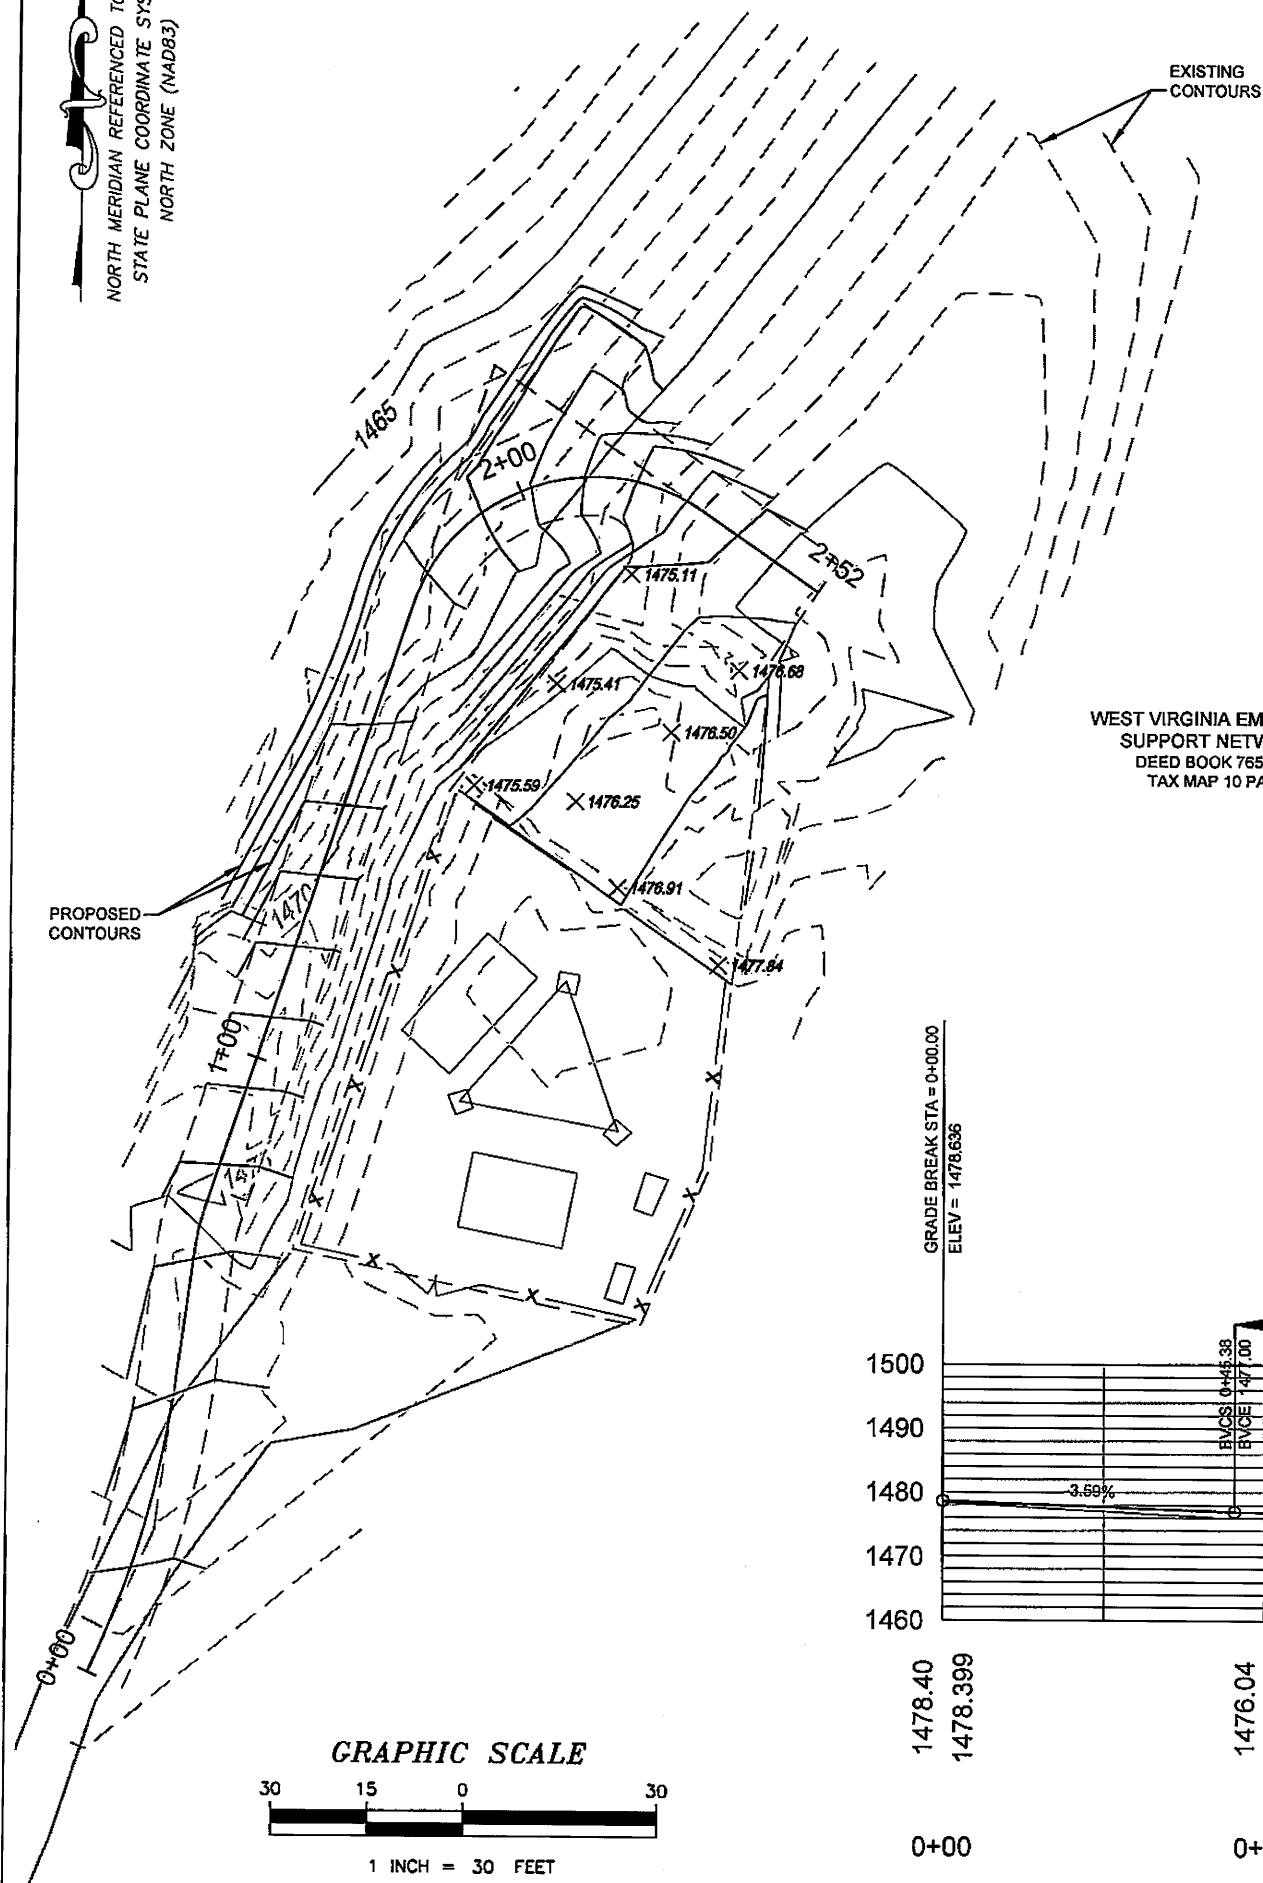 NORTH MERIDIAN REFERENCED TO
STATE PLANE COORDINATE SYS
NORTH ZONE (NAD83)
EXISTING
CONTOURS
1465
2+00
2+52
1475.11
1476.68
1475.41
1476.50
1475.59
1476.25
1476.91
1477.84
WEST VIRGINIA EM
SUPPORT NETW
DEED BOOK 765
TAX MAP 10 PA
PROPOSED
CONTOURS
1470
1+00
0+00
GRADE BREAK STA = 0+00.00
ELEV = 1478.636
BVCS: 0+45.38
BVCE: 1477.00
1500
1490
1480
1470
1460
-3.59%
1478.40
1478.399
1476.04
0+00
0+
GRAPHIC SCALE
30 15 0 30
1 INCH = 30 FEET